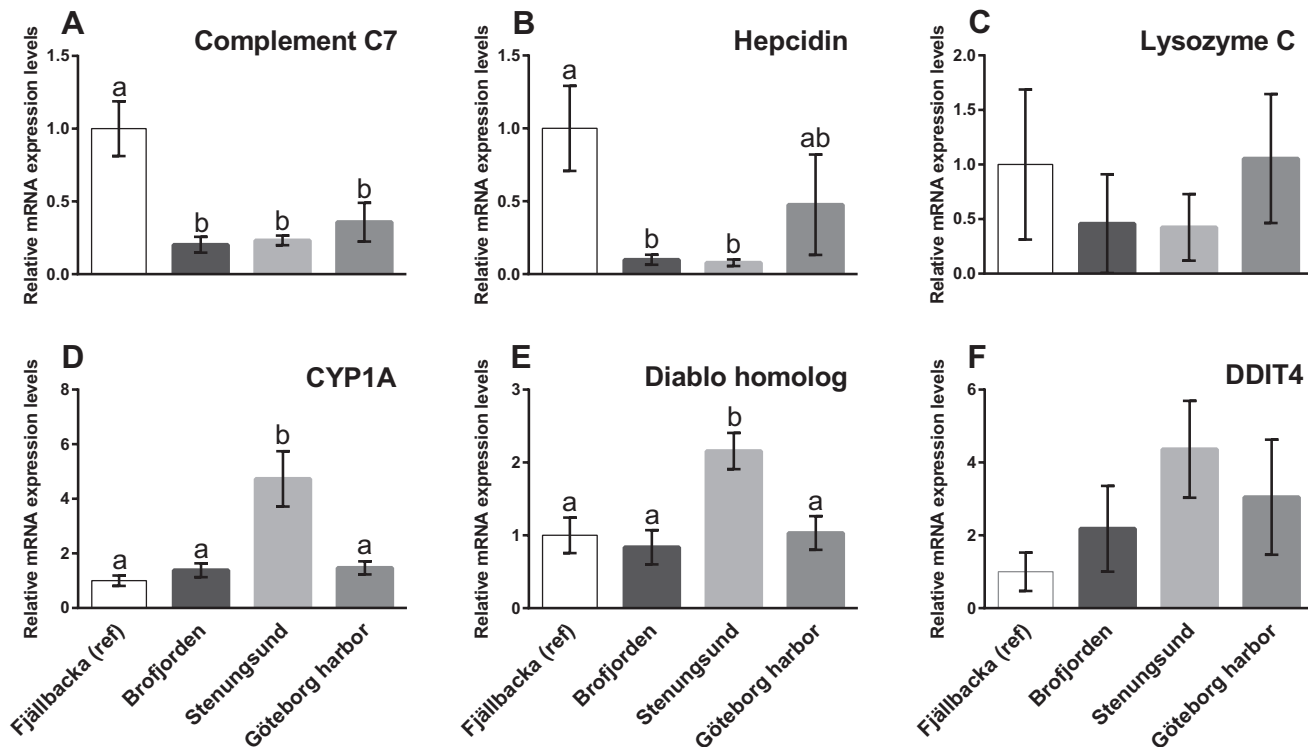 A
Complement C7
Relative mRNA expression levels
1.5
1.0
0.5
0.0
a
b
b
b
B
Hepcidin
Relative mRNA expression levels
1.5
1.0
0.5
0.0
a
b
b
ab
C
Lysozyme C
Relative mRNA expression levels
2.0
1.5
1.0
0.5
0.0
D
CYP1A
Relative mRNA expression levels
8
6
4
2
0
a
a
b
a
Fjällbacka (ref)
Brofjorden
Stenungsund
Göteborg harbor
E
Diablo homolog
Relative mRNA expression levels
3
2
1
0
a
a
b
a
Fjällbacka (ref)
Brofjorden
Stenungsund
Göteborg harbor
F
DDIT4
Relative mRNA expression levels
6
4
2
0
Fjällbacka (ref)
Brofjorden
Stenungsund
Göteborg harbor